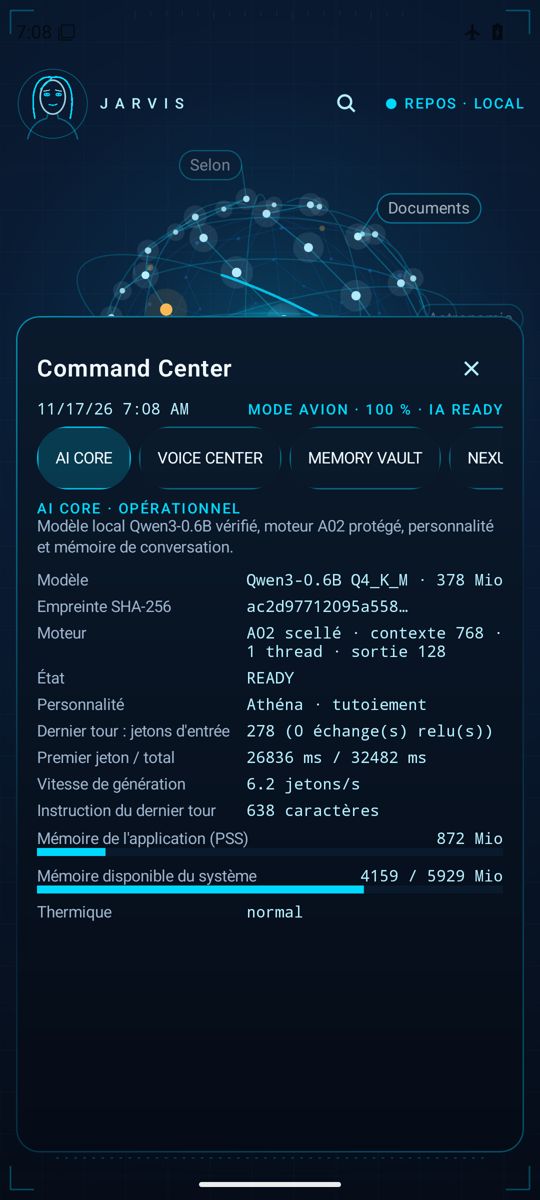 7:08
JARVIS
REPOS · LOCAL
Selon
Documents
Astronomie
Command Center
11/17/26 7:08 AM
MODE AVION · 100 % · IA READY
AI CORE
VOICE CENTER
MEMORY VAULT
NEXU
AI CORE · OPÉRATIONNEL
Modèle local Qwen3-0.6B vérifié, moteur A02 protégé, personnalité
et mémoire de conversation.
Modèle
Qwen3-0.6B Q4_K_M · 378 Mio
Empreinte SHA-256
ac2d97712095a558…
Moteur
A02 scellé · contexte 768 ·
1 thread · sortie 128
État
READY
Personnalité
Athéna · tutoiement
Dernier tour : jetons d'entrée
278 (0 échange(s) relu(s))
Premier jeton / total
26836 ms / 32482 ms
Vitesse de génération
6.2 jetons/s
Instruction du dernier tour
638 caractères
Mémoire de l'application (PSS)
872 Mio
Mémoire disponible du système
4159 / 5929 Mio
Thermique
normal